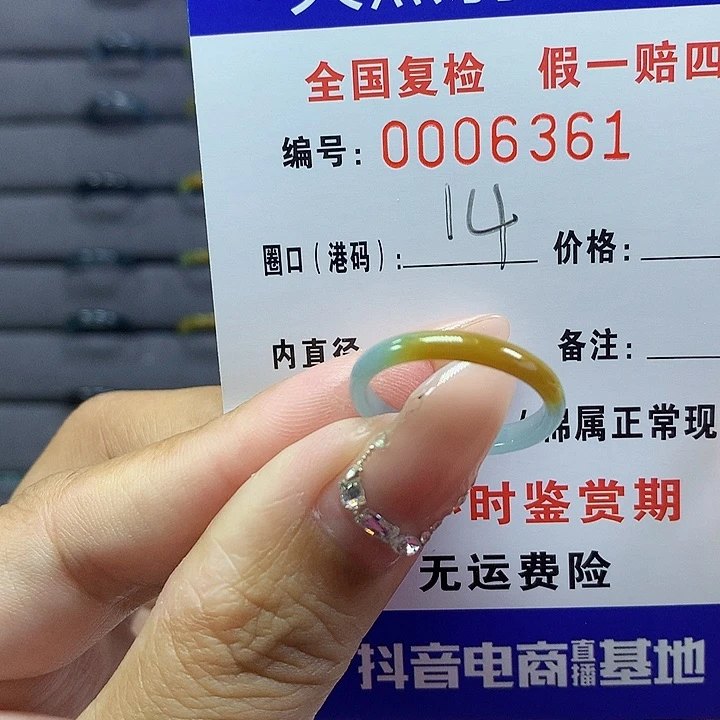 全国复检 假一赔四
编号: 0006361
圈口(港码): 14 价格:
内直径 备注:
棉属正常现
时鉴赏期
无运费险
抖音电商直播基地